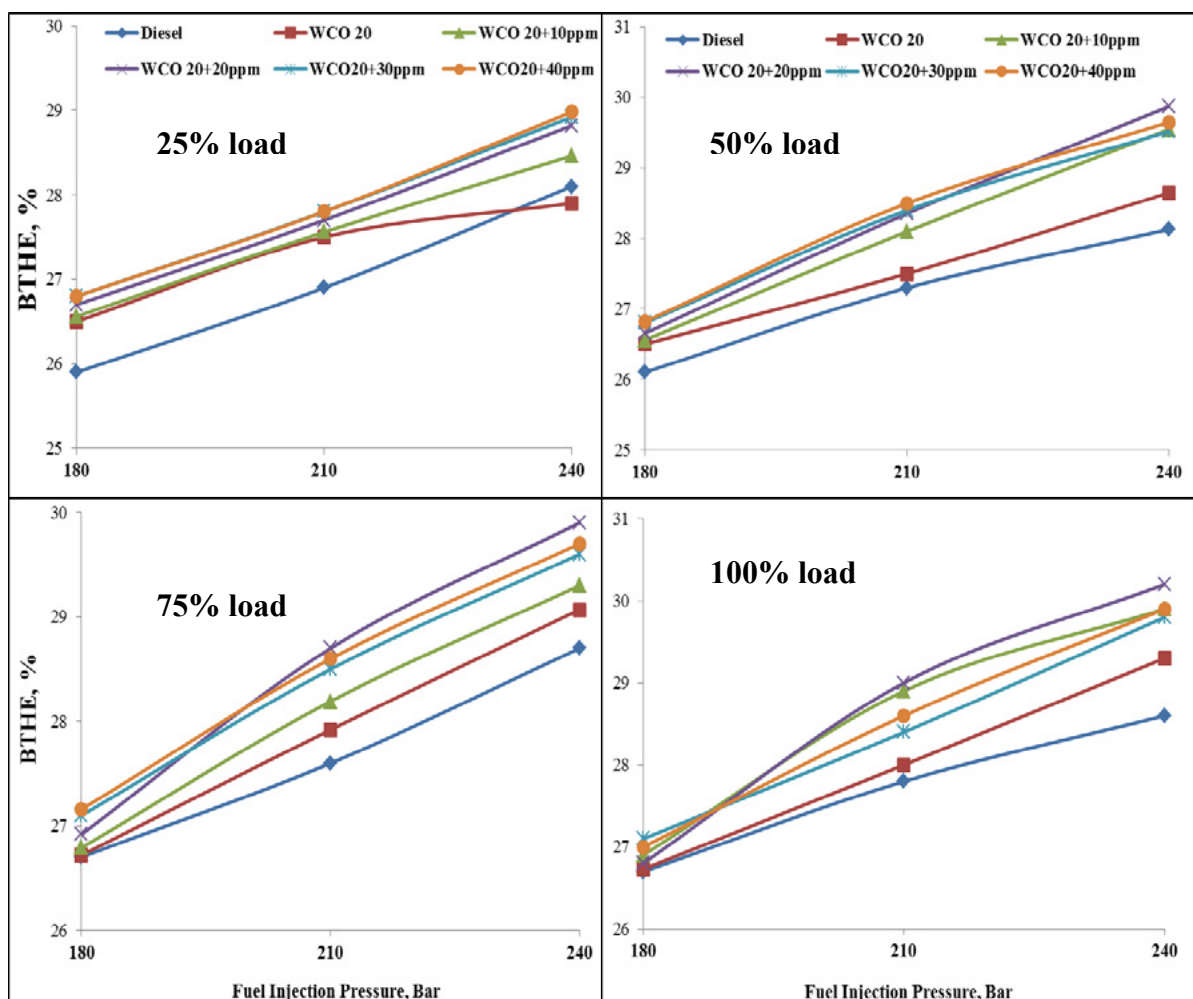 30
Diesel
WCO 20
WCO 20+10ppm
WCO 20+20ppm
WCO20+30ppm
WCO20+40ppm
29
25% load
28
BTHE, %
27
26
25
180
210
240
31
Diesel
WCO 20
WCO 20+10ppm
WCO 20+20ppm
WCO20+30ppm
WCO20+40ppm
30
50% load
29
28
27
26
25
180
210
240
30
75% load
29
28
BTHE, %
27
26
180
210
240
Fuel Injection Pressure, Bar
31
100% load
30
29
28
27
26
180
210
240
Fuel Injection Pressure, Bar